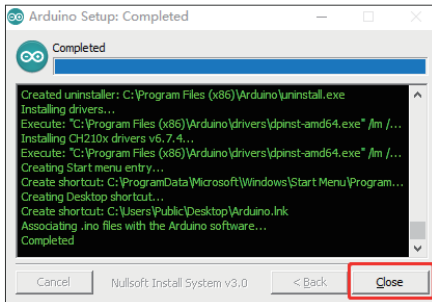 Arduino Setup: Completed
Completed
Created uninstaller: C:\Program Files (x86)\Arduino\uninstall.exe
Installing drivers...
Execute: "C:\Program Files (x86)\Arduino\drivers\dpinst-amd64.exe" /lm /...
Installing CH210x drivers v6.7.4...
Execute: "C:\Program Files (x86)\Arduino\drivers\dpinst-amd64.exe" /lm /...
Creating Start menu entry...
Create shortcut: C:\ProgramData\Microsoft\Windows\Start Menu\Program...
Creating Desktop shortcut...
Create shortcut: C:\Users\Public\Desktop\Arduino.lnk
Associating .ino files with the Arduino software...
Completed
Cancel Nullsoft Install System v3.0 < Back Close